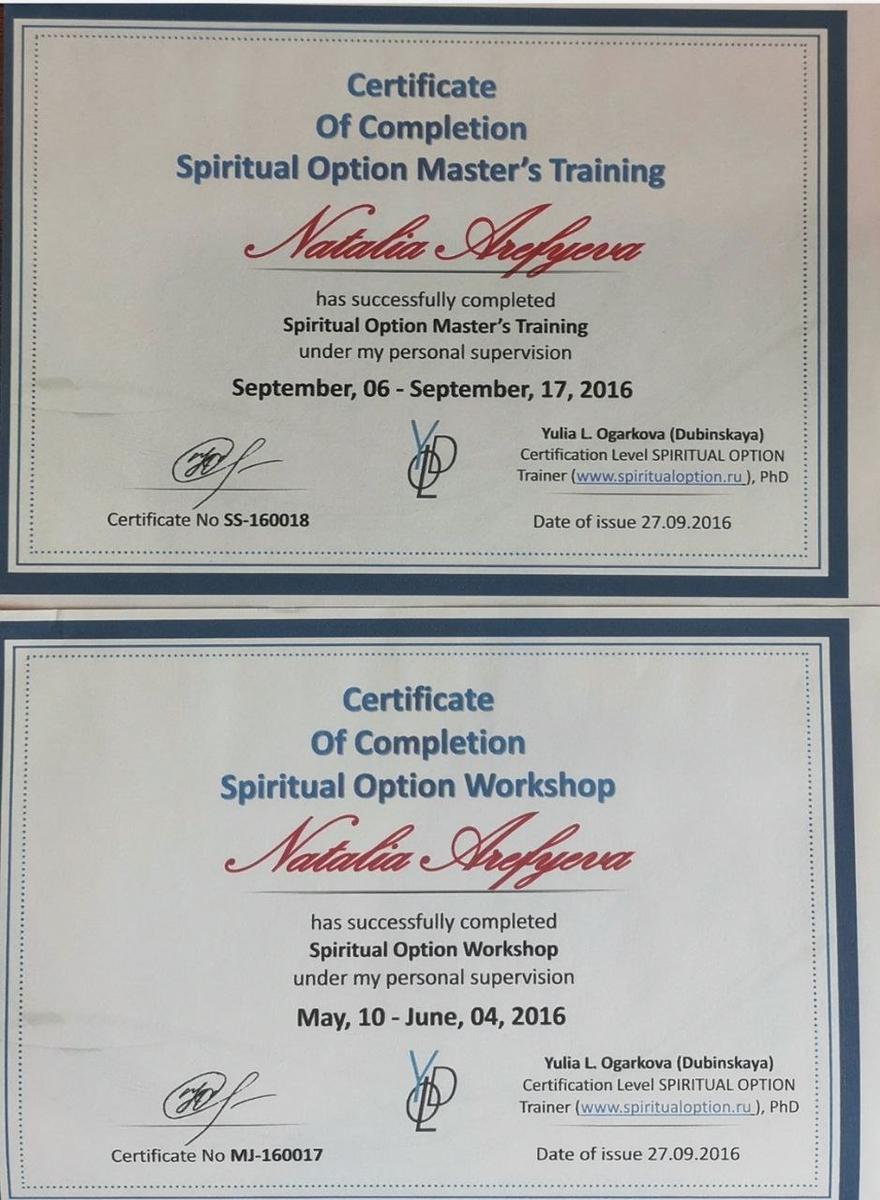 Certificate
Of Completion
Spiritual Option Master's Training
Natalia Arefyeva
has successfully completed
Spiritual Option Master's Training
under my personal supervision
September, 06 - September, 17, 2016
Yulia L. Ogarkova (Dubinskaya)
Certification Level SPIRITUAL OPTION
Trainer (www.spiritualoption.ru ), PhD
Certificate No SS-160018
Date of issue 27.09.2016
Certificate
Of Completion
Spiritual Option Workshop
Natalia Arefyeva
has successfully completed
Spiritual Option Workshop
under my personal supervision
May, 10 - June, 04, 2016
Yulia L. Ogarkova (Dubinskaya)
Certification Level SPIRITUAL OPTION
Trainer (www.spiritualoption.ru ), PhD
Certificate No MJ-160017
Date of issue 27.09.2016